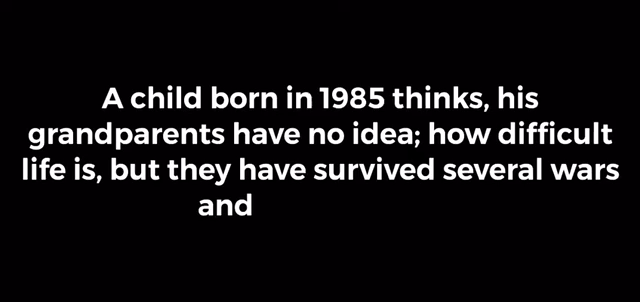 A child born in 1985 thinks, his
grandparents have no idea; how difficult
life is, but they have survived several wars
and